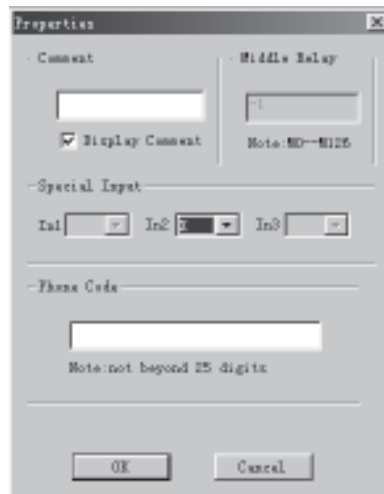 Properties
Comment
Middle Relay
-1
Display Comment
Note:M0--M126
Special Input
In1
In2
In3
Phone Code
Note:not beyond 25 digits
OK
Cancel